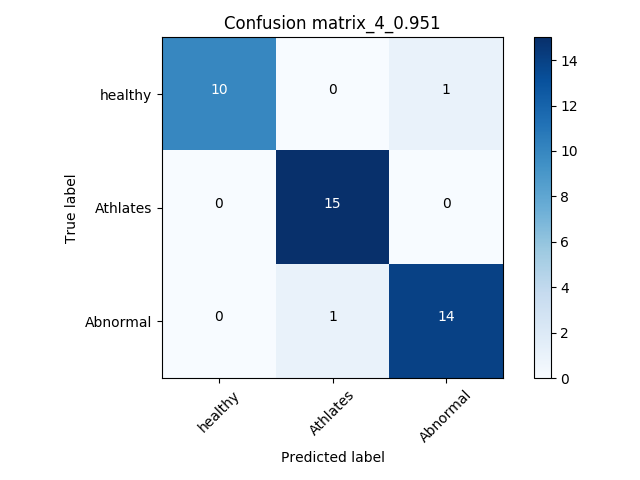 Confusion matrix_4_0.951
True label
healthy
Athlates
Abnormal
10 0 1
0 15 0
0 1 14
healthy Athlates Abnormal
Predicted label
14
12
10
8
6
4
2
0